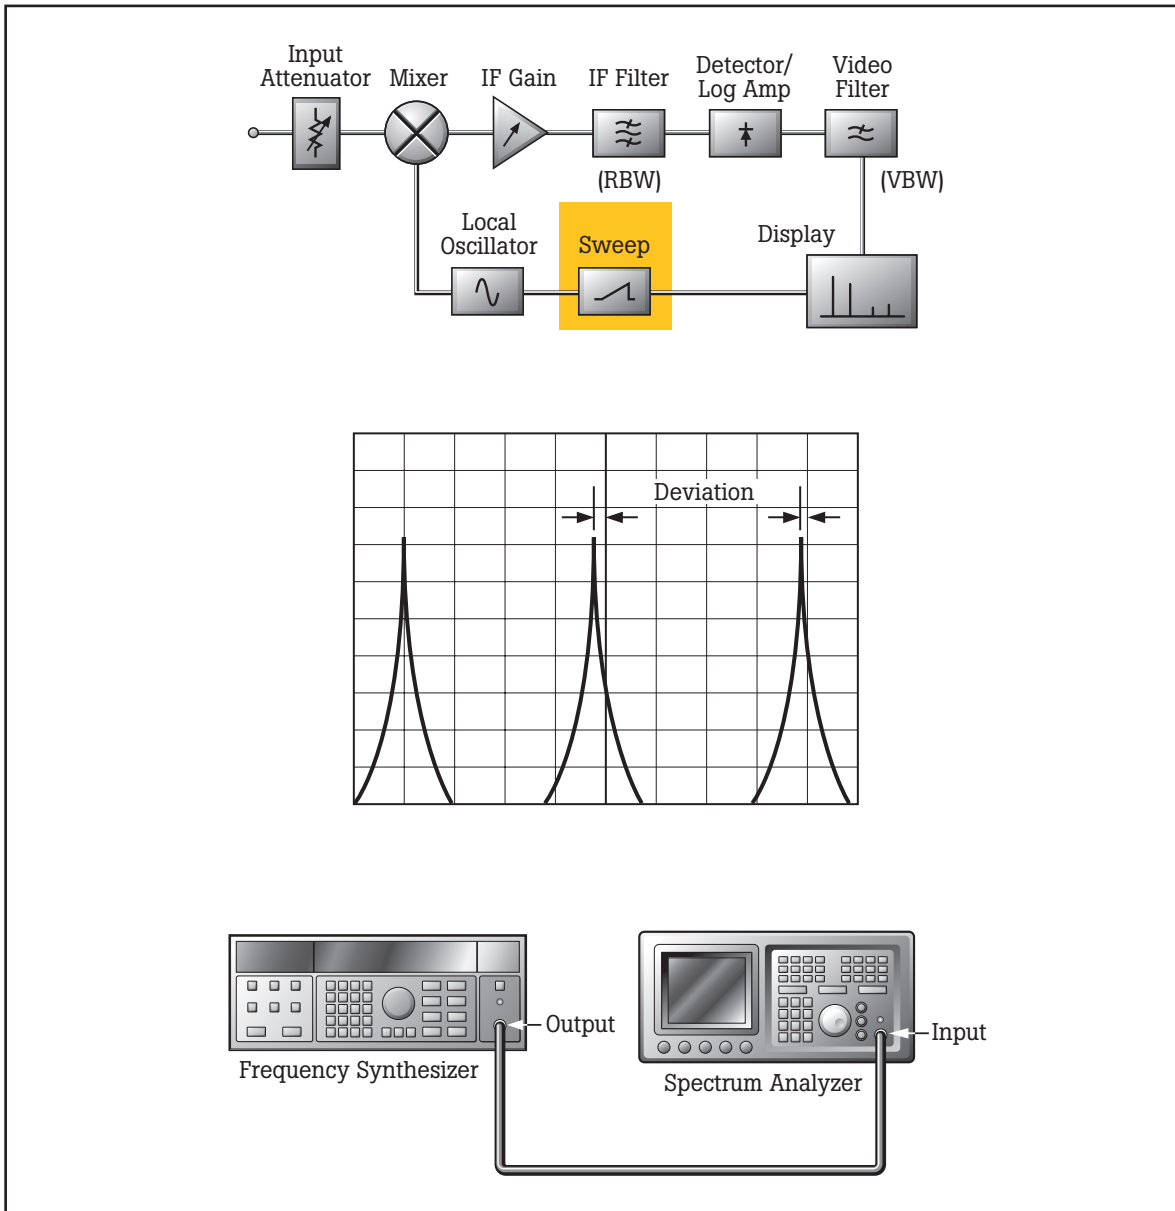 Input
Attenuator
Mixer
IF Gain
IF Filter
Detector/
Log Amp
Video
Filter
(RBW)
(VBW)
Local
Oscillator
Sweep
Display
Deviation
Output
Input
Frequency Synthesizer
Spectrum Analyzer